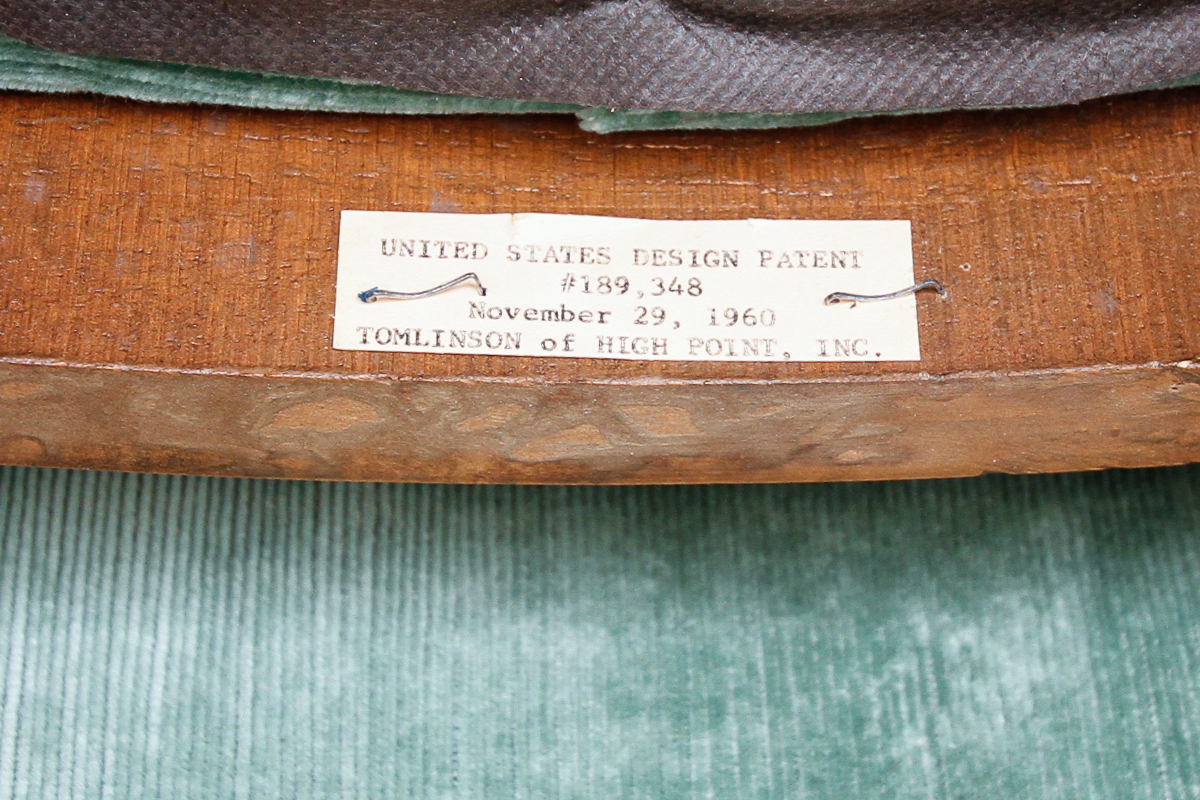 UNITED STATES DESIGN PATENT
#189,348
November 29, 1960
TOMLINSON of HIGH POINT, INC.